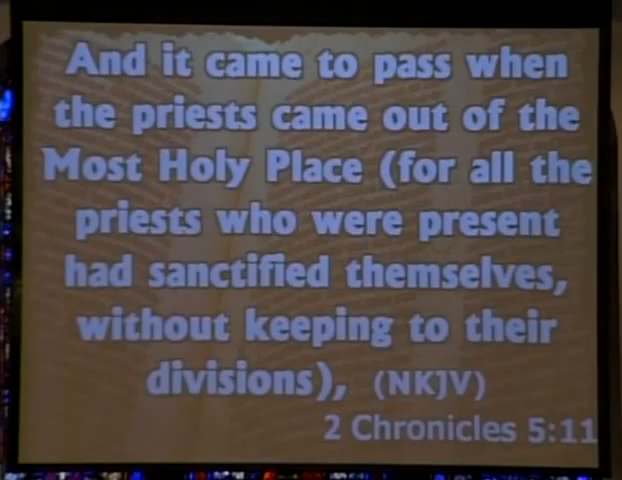 And it came to pass when
the priests came out of the
Most Holy Place (for all the
priests who were present
had sanctified themselves,
without keeping to their
divisions), (NKJV)
2 Chronicles 5:11